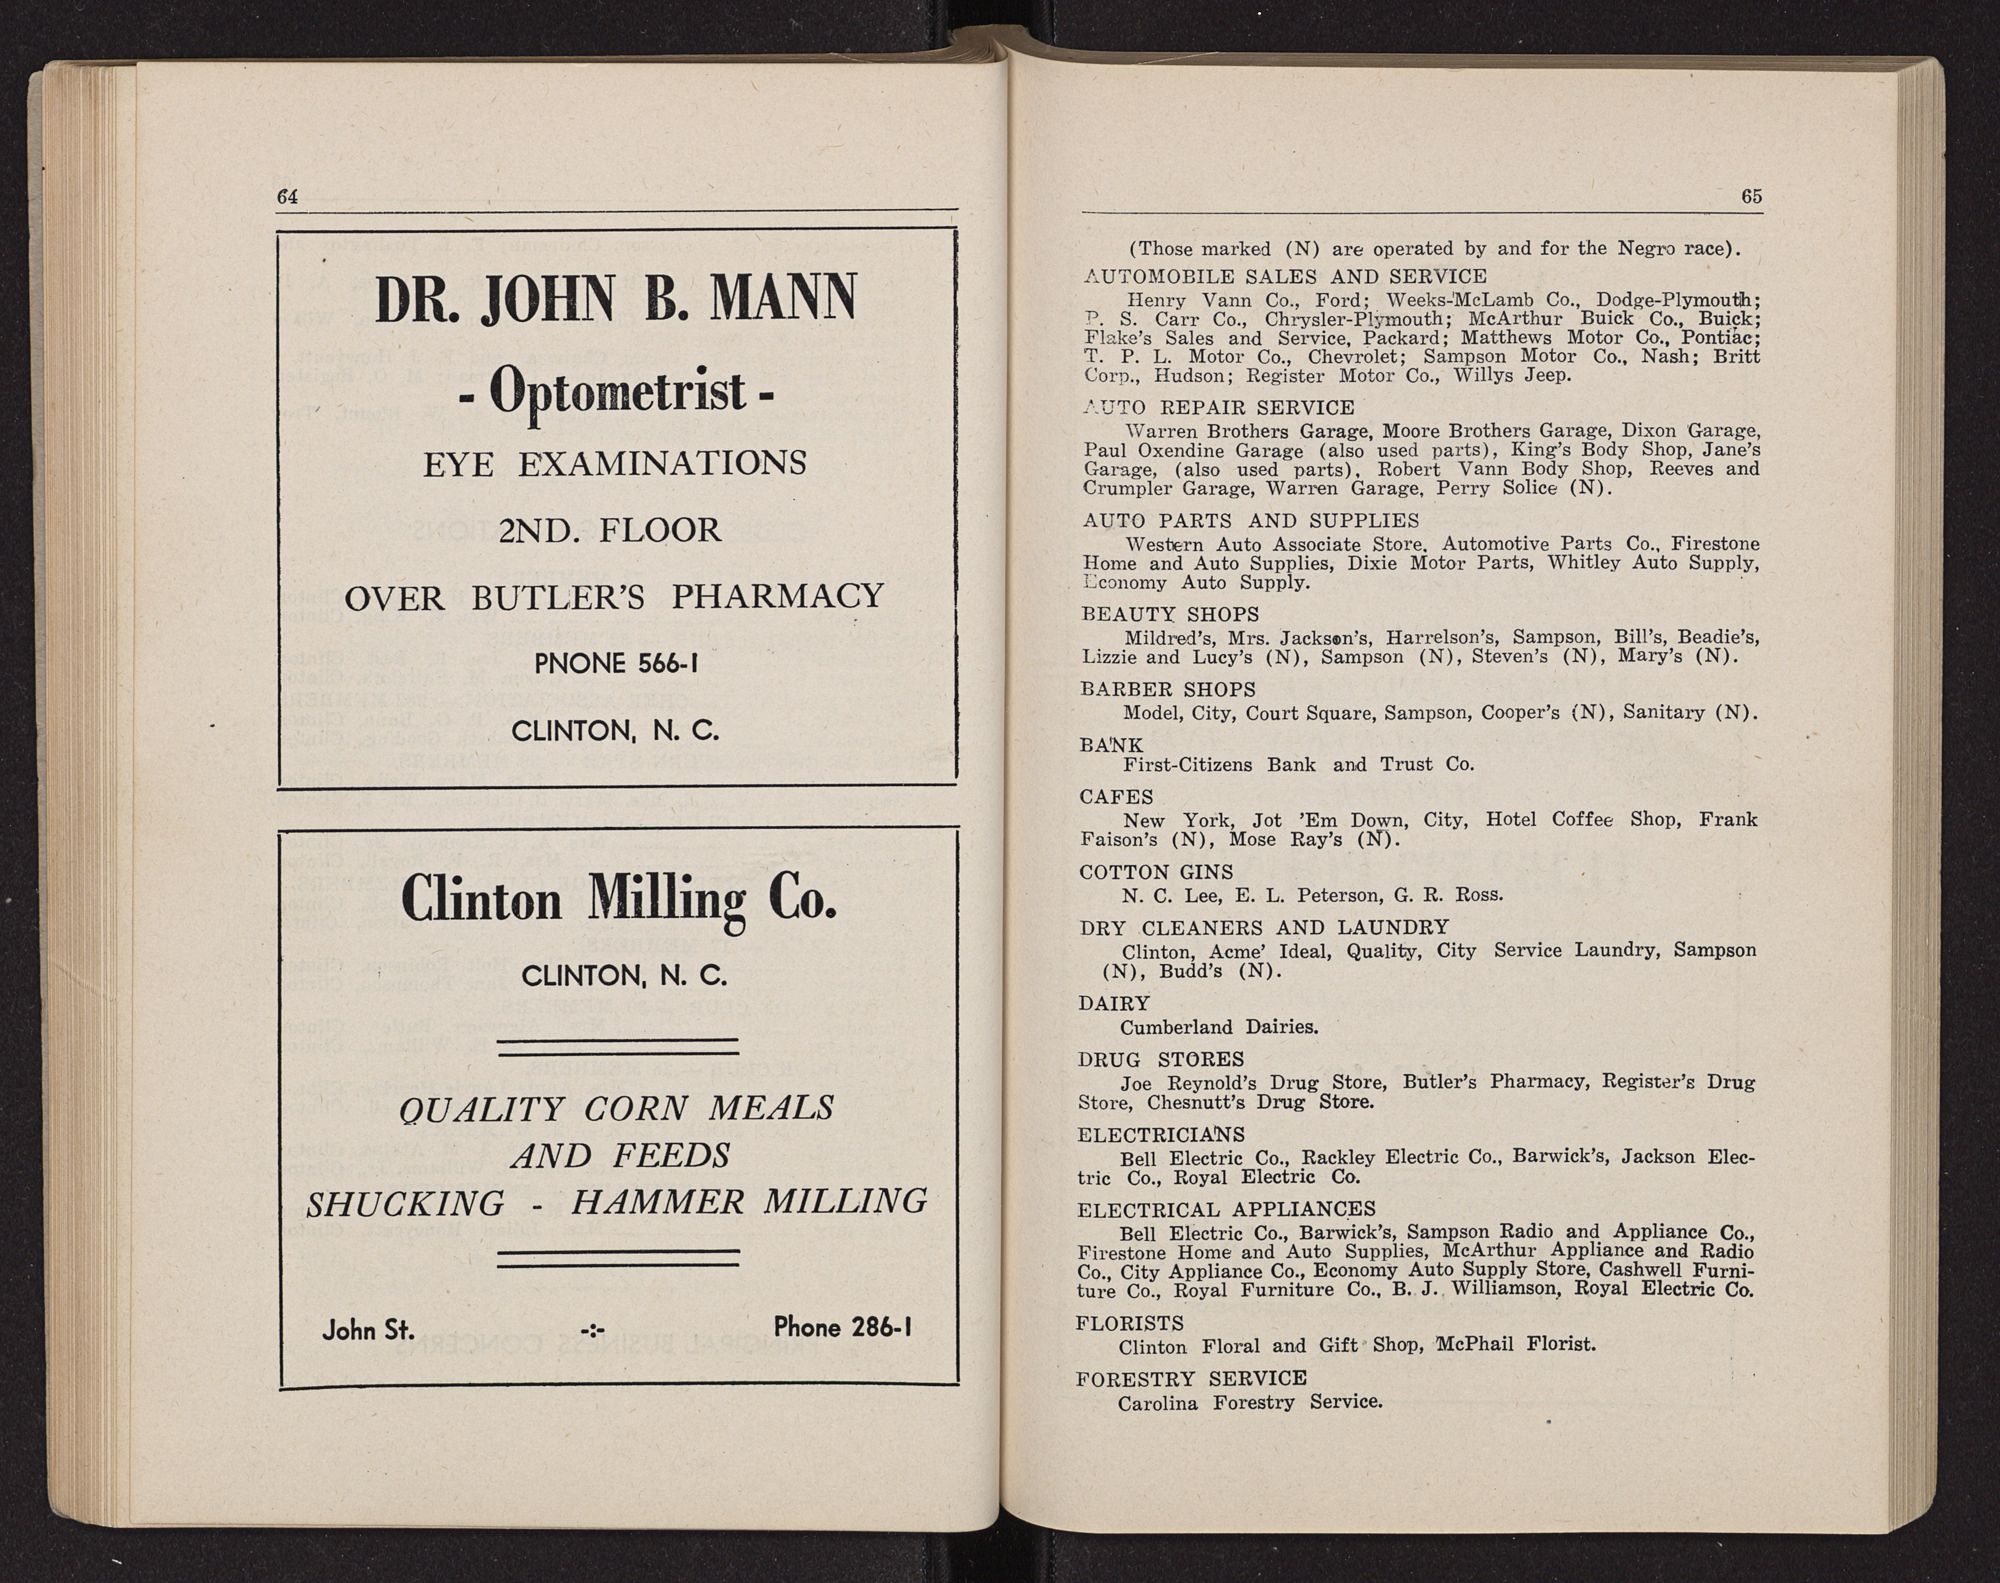 64
DR. JOHN B. MANN
- Optometrist -
EYE EXAMINATIONS
2ND. FLOOR
OVER BUTLER'S PHARMACY
PNONE 566-1
CLINTON, N. C.
Clinton Milling Co.
CLINTON, N. C.
QUALITY CORN MEALS
AND FEEDS
SHUCKING - HAMMER MILLING
John St. -:- Phone 286-1
65
(Those marked (N) are operated by and for the Negro race).
AUTOMOBILE SALES AND SERVICE
Henry Vann Co., Ford; Weeks-'McLamb Co., Dodge-Plymouth;
P. S. Carr Co., Chrysler-Plymouth; McArthur Buick Co., Buick;
Flake's Sales and Service, Packard; Matthews Motor Co., Pontiac;
T. P. L. Motor Co., Chevrolet; Sampson Motor Co., Nash; Britt
Corp., Hudson; Register Motor Co., Willys Jeep.
AUTO REPAIR SERVICE
Warren Brothers Garage, Moore Brothers Garage, Dixon Garage,
Paul Oxendine Garage (also used parts), King's Body Shop, Jane's
Garage, (also used parts), Robert Vann Body Shop, Reeves and
Crumpler Garage, Warren Garage, Perry Solice (N).
AUTO PARTS AND SUPPLIES
Western Auto Associate Store, Automotive Parts Co., Firestone
Home and Auto Supplies, Dixie Motor Parts, Whitley Auto Supply,
Economy Auto Supply.
BEAUTY SHOPS
Mildred's, Mrs. Jackson's, Harrelson's, Sampson, Bill's, Beadie's,
Lizzie and Lucy's (N), Sampson (N), Steven's (N), Mary's (N).
BARBER SHOPS
Model, City, Court Square, Sampson, Cooper's (N), Sanitary (N).
BA'NK
First-Citizens Bank and Trust Co.
CAFES
New York, Jot 'Em Down, City, Hotel Coffee Shop, Frank
Faison's (N), Mose Ray's (N).
COTTON GINS
N. C. Lee, E. L. Peterson, G. R. Ross.
DRY CLEANERS AND LAUNDRY
Clinton, Acme' Ideal, Quality, City Service Laundry, Sampson
(N), Budd's (N).
DAIRY
Cumberland Dairies.
DRUG STORES
Joe Reynold's Drug Store, Butler's Pharmacy, Register's Drug
Store, Chesnutt's Drug Store.
ELECTRICIA'NS
Bell Electric Co., Rackley Electric Co., Barwick's, Jackson Elec-
tric Co., Royal Electric Co.
ELECTRICAL APPLIANCES
Bell Electric Co., Barwick's, Sampson Radio and Appliance Co.,
Firestone Home and Auto Supplies, McArthur Appliance and Radio
Co., City Appliance Co., Economy Auto Supply Store, Cashwell Furni-
ture Co., Royal Furniture Co., B. J. Williamson, Royal Electric Co.
FLORISTS
Clinton Floral and Gift Shop, McPhail Florist.
FORESTRY SERVICE
Carolina Forestry Service.